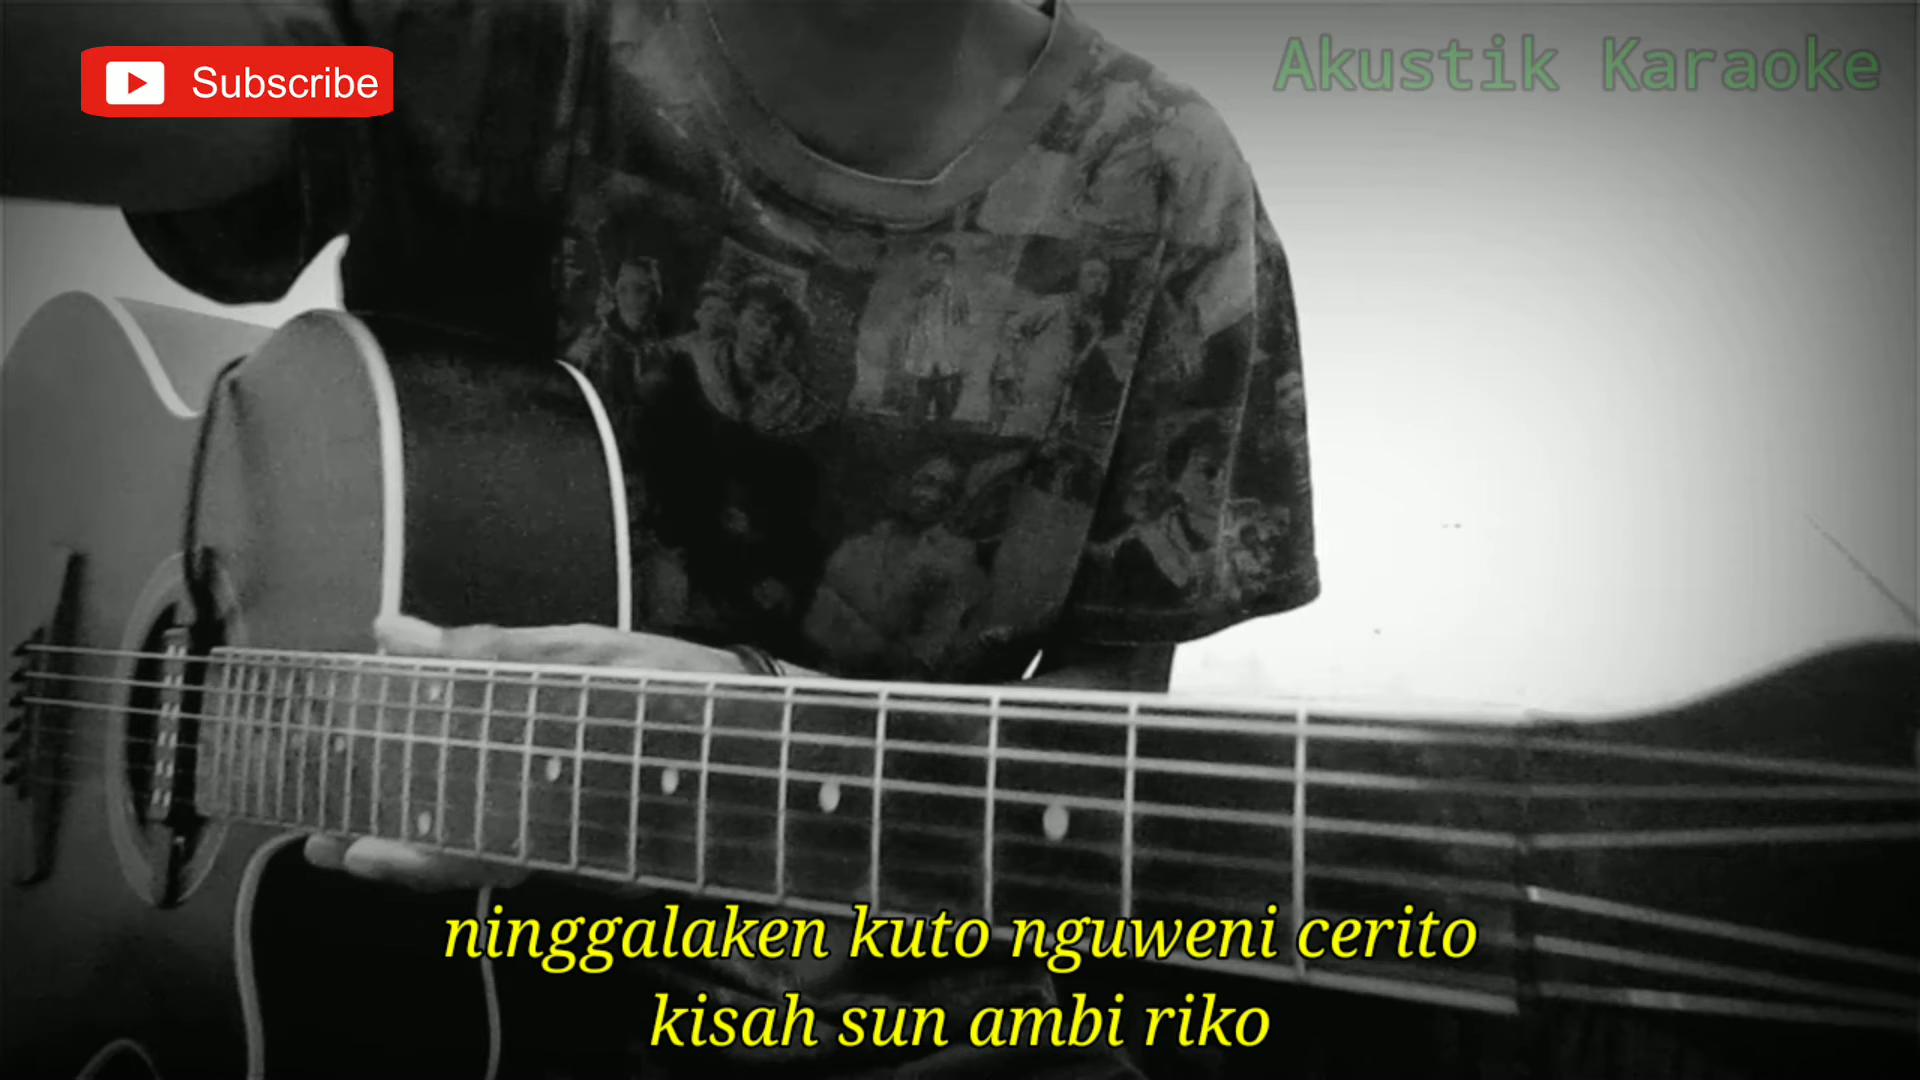 Subscribe
Akustik Karaoke
ninggalaken kuto nguweni cerito
kisah sun ambi riko